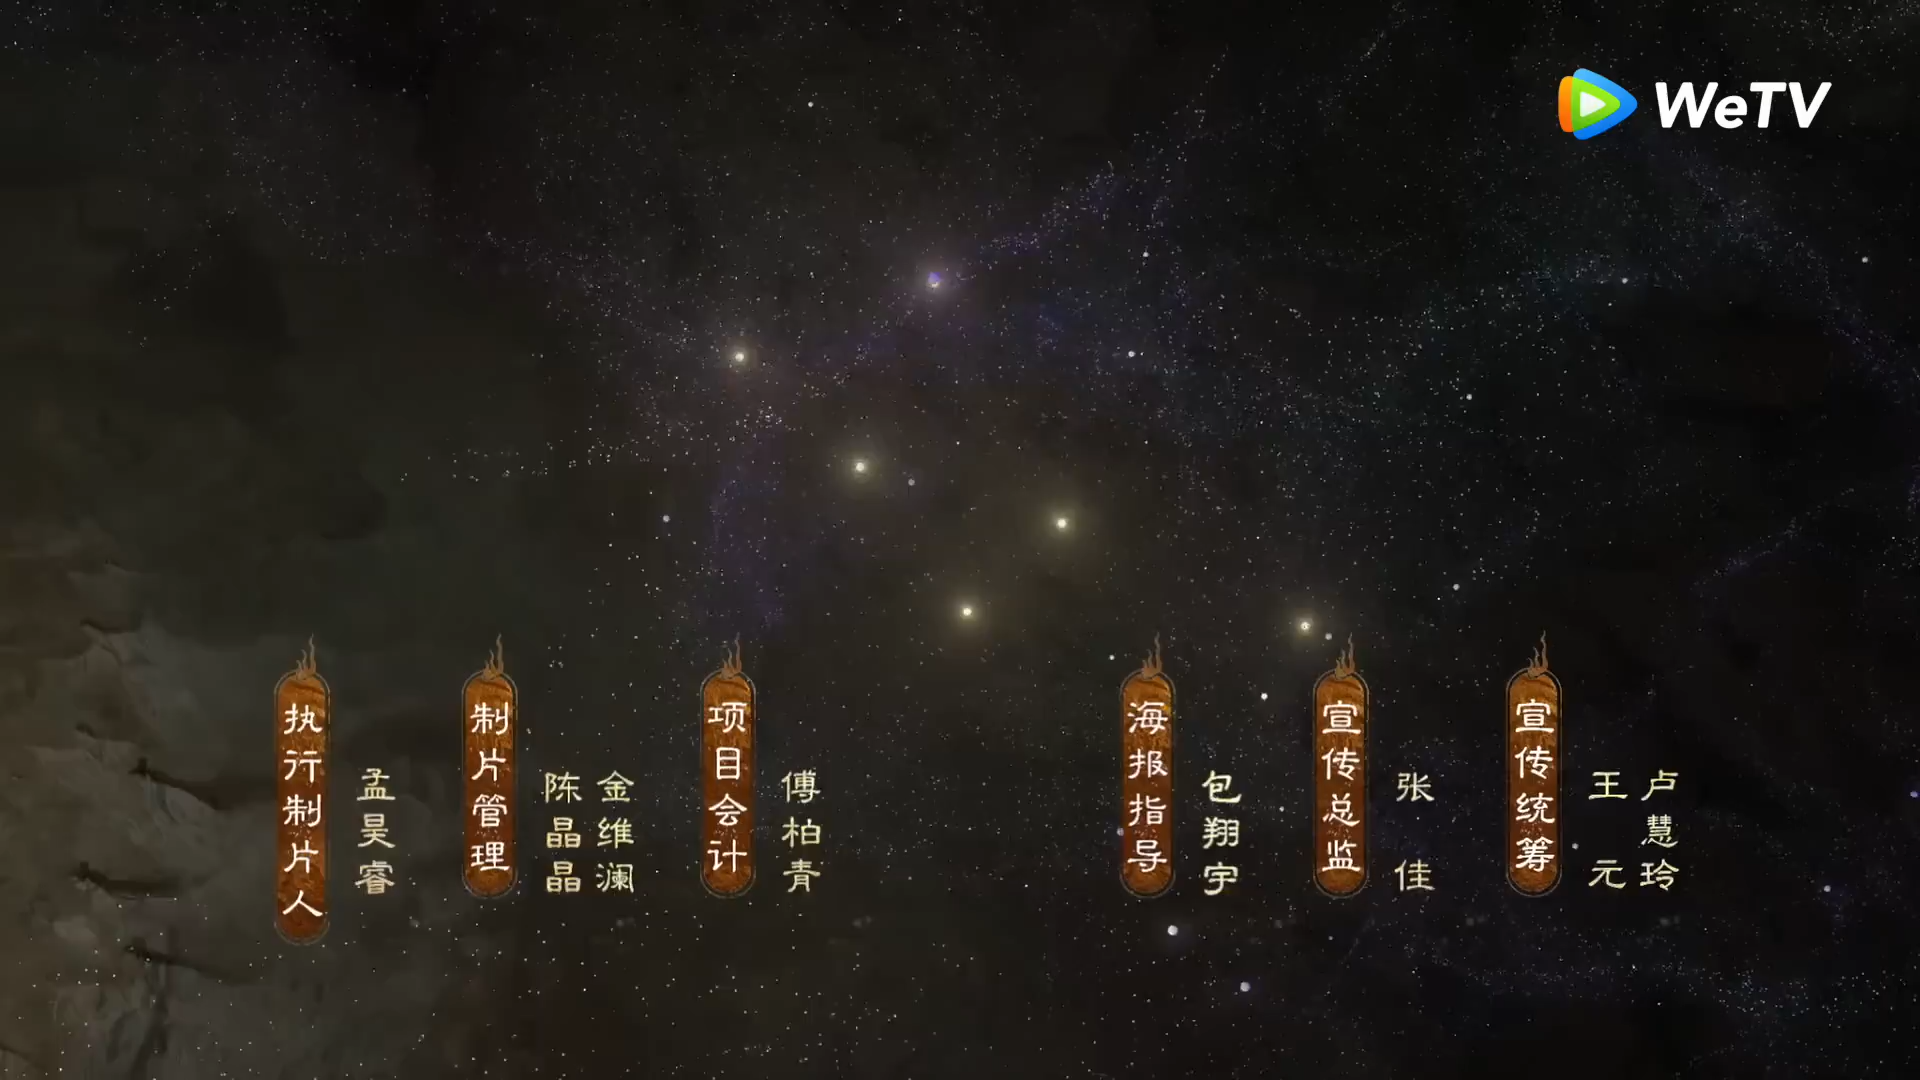 WeTV
执行制片人
孟昊睿
制片管理
陈晶晶
金维澜
项目会计
傅柏青
海报指导
包翔宇
宣传总监
张佳
宣传统筹
王元
卢慧玲